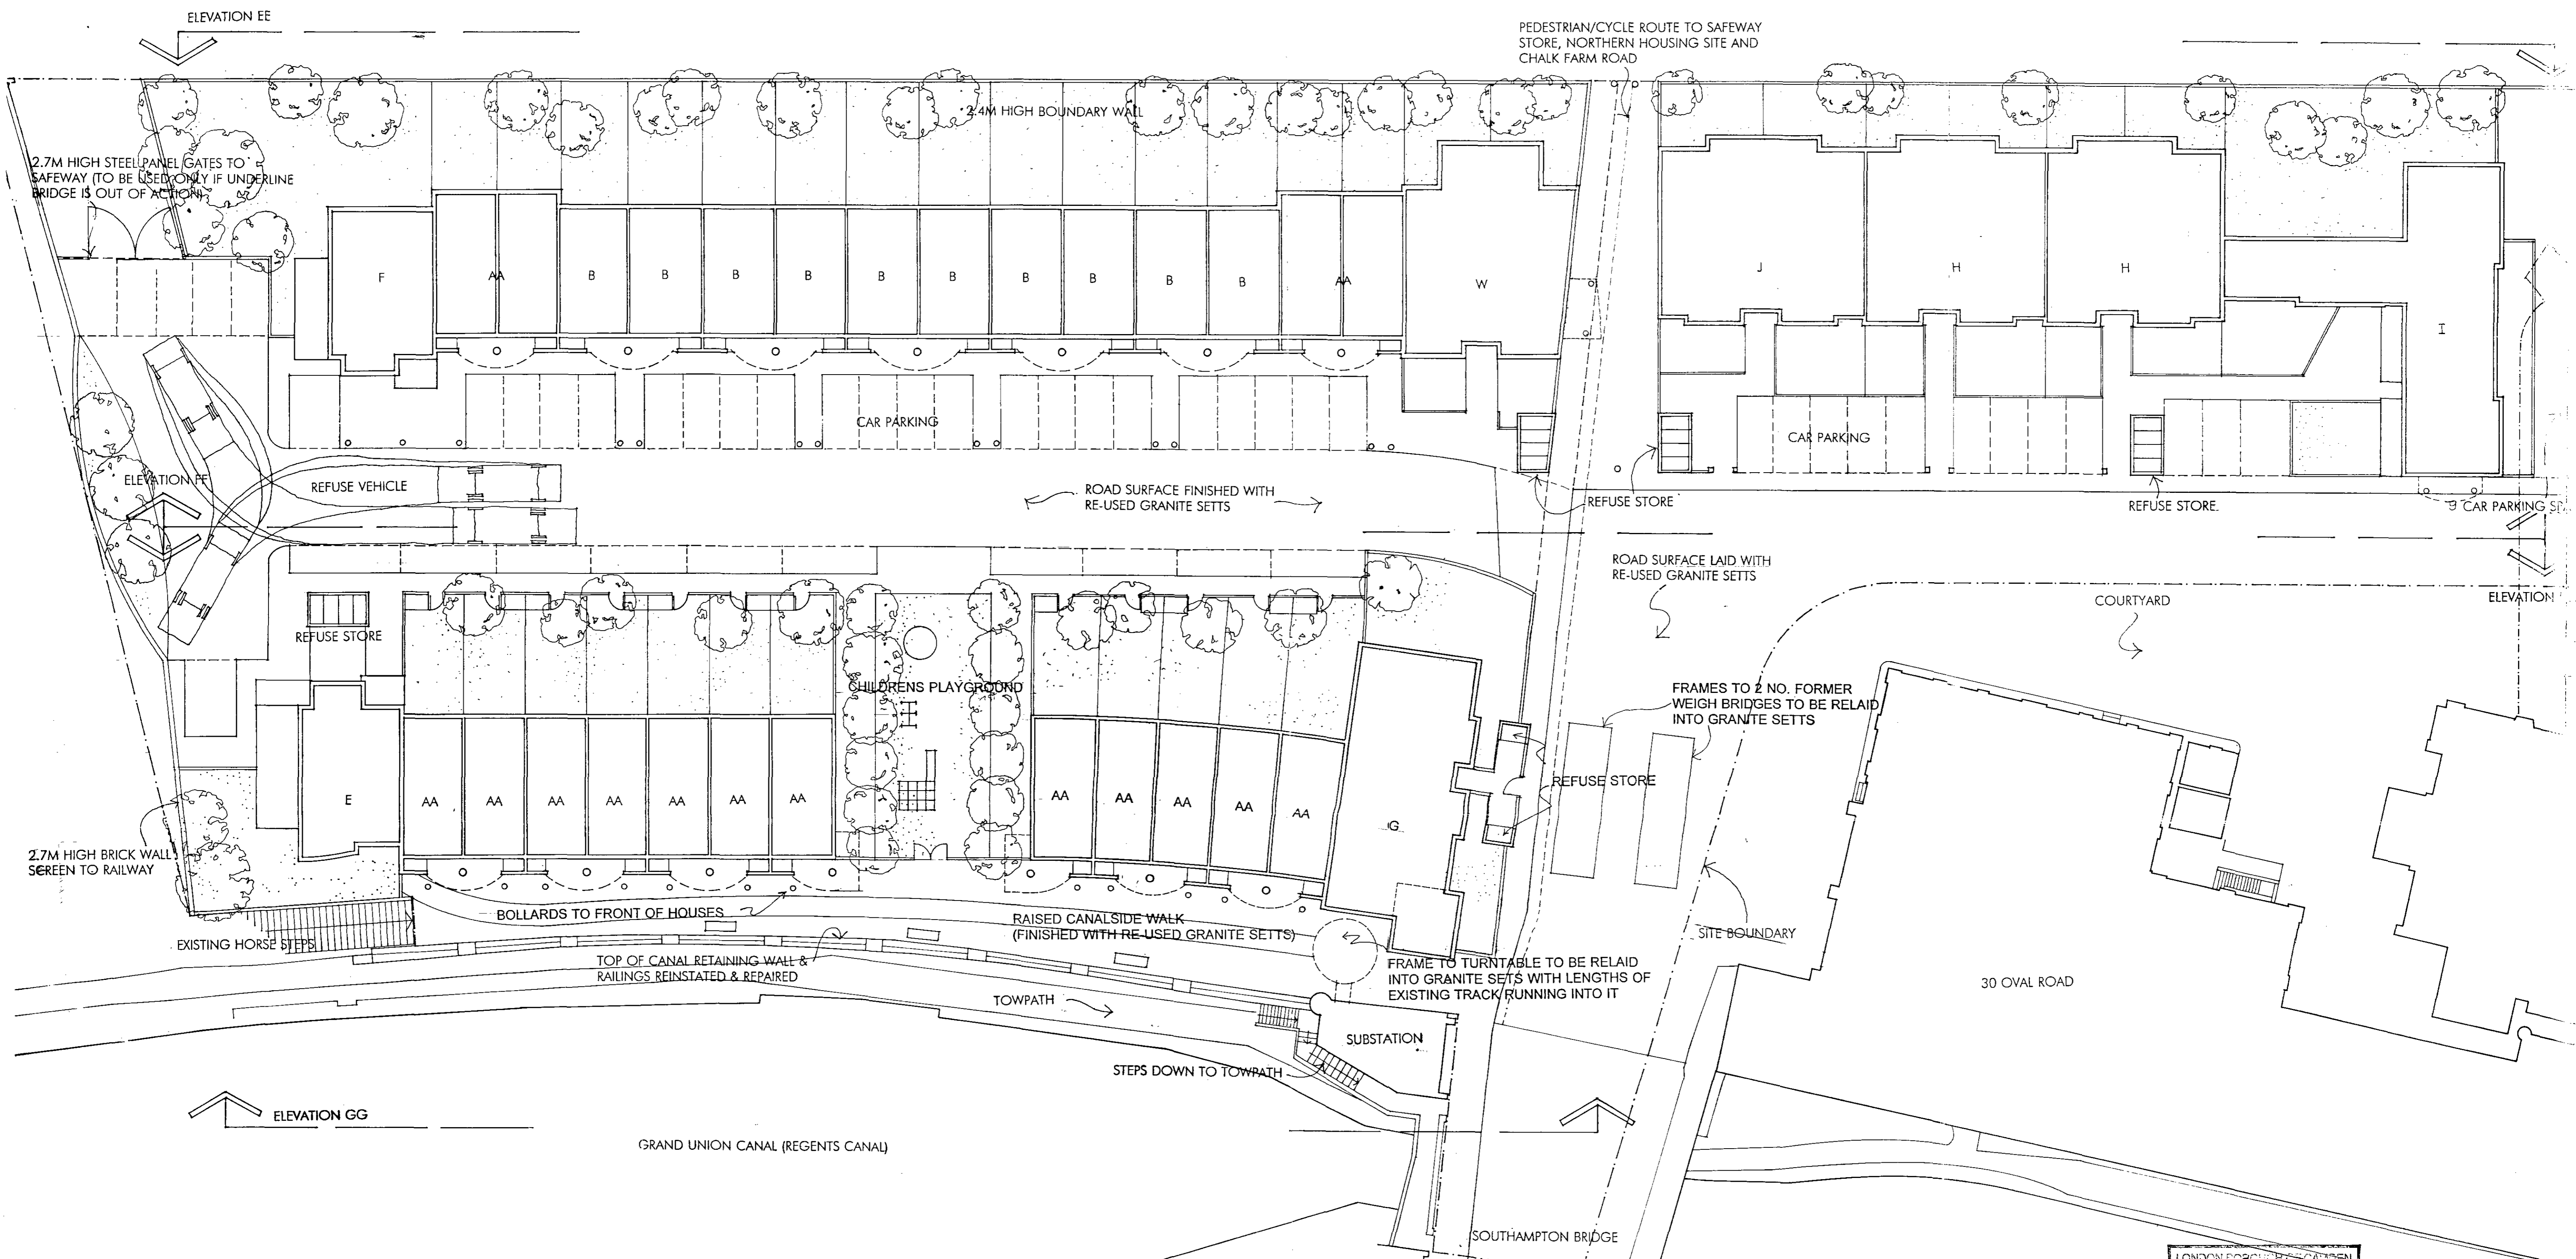 ELEVATION EE
PEDESTRIAN/CYCLE ROUTE TO SAFEWAY
STORE, NORTHERN HOUSING SITE AND
CHALK FARM ROAD
2.4M HIGH BOUNDARY WALL
2.7M HIGH STEEL PANEL GATES TO
SAFEWAY (TO BE USED ONLY IF UNDERLINE
BRIDGE IS OUT OF ACTION)
F
AA
B
B
B
B
B
B
B
B
B
B
AA
W
J
H
H
I
CAR PARKING
CAR PARKING
ELEVATION FF
REFUSE VEHICLE
ROAD SURFACE FINISHED WITH
RE-USED GRANITE SETTS
REFUSE STORE
REFUSE STORE.
9 CAR PARKING
ROAD SURFACE LAID WITH
RE-USED GRANITE SETTS
COURTYARD
ELEVATION
REFUSE STORE
CHILDRENS PLAYGROUND
FRAMES TO 2 NO. FORMER
WEIGH BRIDGES TO BE RELAID
INTO GRANITE SETTS
REFUSE STORE
E
AA
AA
AA
AA
AA
AA
AA
AA
AA
AA
AA
AA
G
2.7M HIGH BRICK WALL
SCREEN TO RAILWAY
BOLLARDS TO FRONT OF HOUSES
RAISED CANALSIDE WALK
(FINISHED WITH RE-USED GRANITE SETTS)
SITE BOUNDARY
EXISTING HORSE STEPS
TOP OF CANAL RETAINING WALL &
RAILINGS REINSTATED & REPAIRED
FRAME TO TURNTABLE TO BE RELAID
INTO GRANITE SETS WITH LENGTHS OF
EXISTING TRACK RUNNING INTO IT
30 OVAL ROAD
TOWPATH
SUBSTATION
STEPS DOWN TO TOWPATH
ELEVATION GG
GRAND UNION CANAL (REGENTS CANAL)
SOUTHAMPTON BRIDGE
LONDON BOROUGH OF CAMDEN